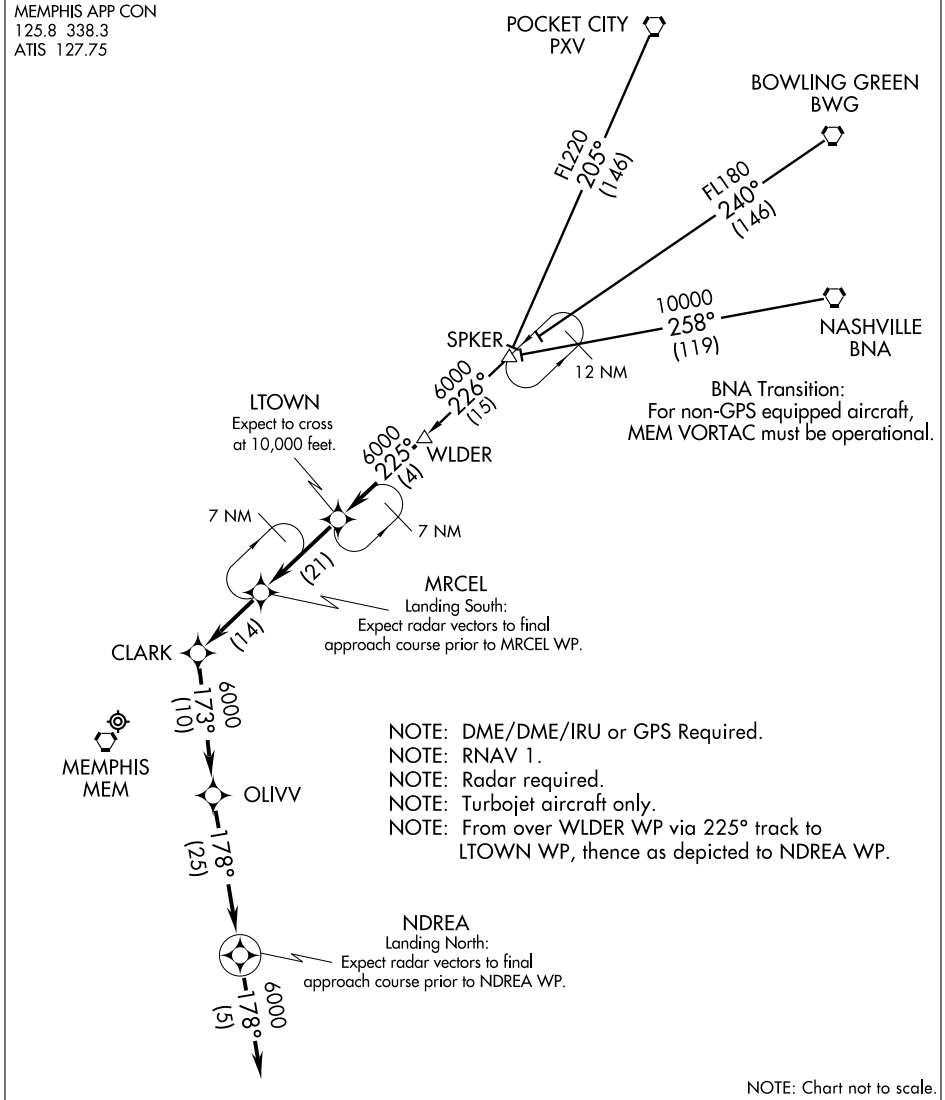 MEMPHIS APP CON
125.8 338.3
ATIS 127.75
POCKET CITY
PXV
BOWLING GREEN
BWG
FL220
205°
(146)
FL180
240°
(146)
10000
258°
(119)
NASHVILLE
BNA
SPKER
12 NM
BNA Transition:
For non-GPS equipped aircraft,
MEM VORTAC must be operational.
6000
226°
(15)
WLDER
LTOWN
Expect to cross
at 10,000 feet.
6000
225°
(4)
7 NM
7 NM
(21)
MRCEL
Landing South:
Expect radar vectors to final
approach course prior to MRCEL WP.
(14)
CLARK
6000
173°
(10)
MEMPHIS
MEM
OLIVV
NOTE: DME/DME/IRU or GPS Required.
NOTE: RNAV 1.
NOTE: Radar required.
NOTE: Turbojet aircraft only.
NOTE: From over WLDER WP via 225° track to
LTOWN WP, thence as depicted to NDREA WP.
178°
(25)
NDREA
Landing North:
Expect radar vectors to final
approach course prior to NDREA WP.
6000
178°
(5)
NOTE: Chart not to scale.